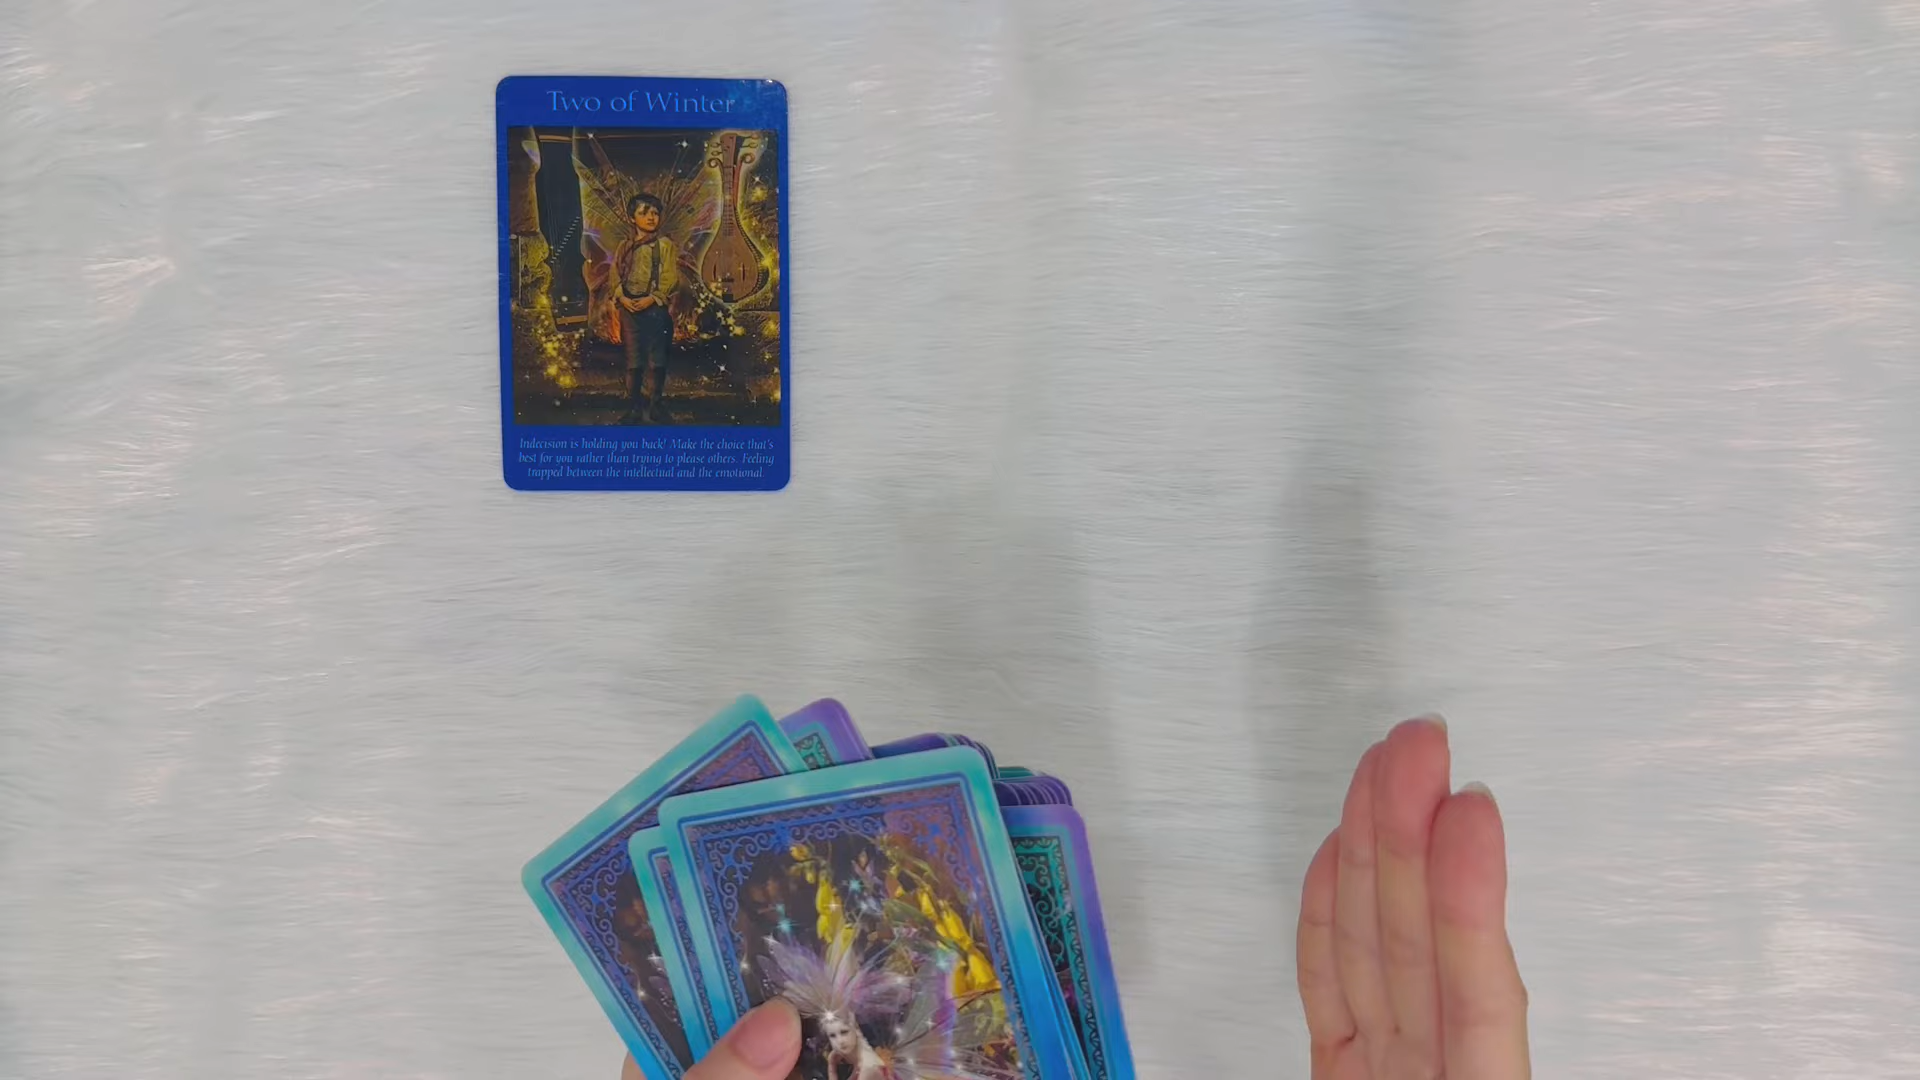 Two of Winter
Indecision is holding you back! Make the choice that's
best for you rather than trying to please others. Feeling
trapped between the intellectual and the emotional.